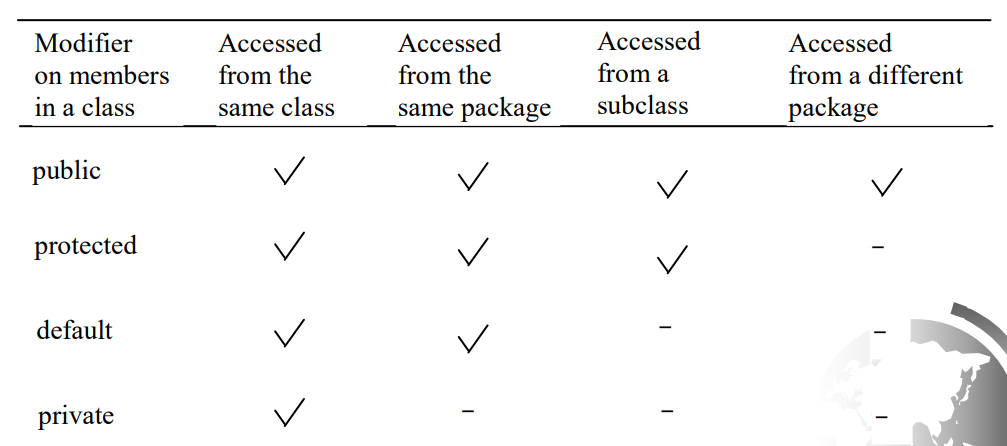 Modifier on members in a class | Accessed from the same class | Accessed from the same package | Accessed from a subclass | Accessed from a different package
public ✓ ✓ ✓ ✓
protected ✓ ✓ ✓ –
default ✓ ✓ – –
private ✓ – – –